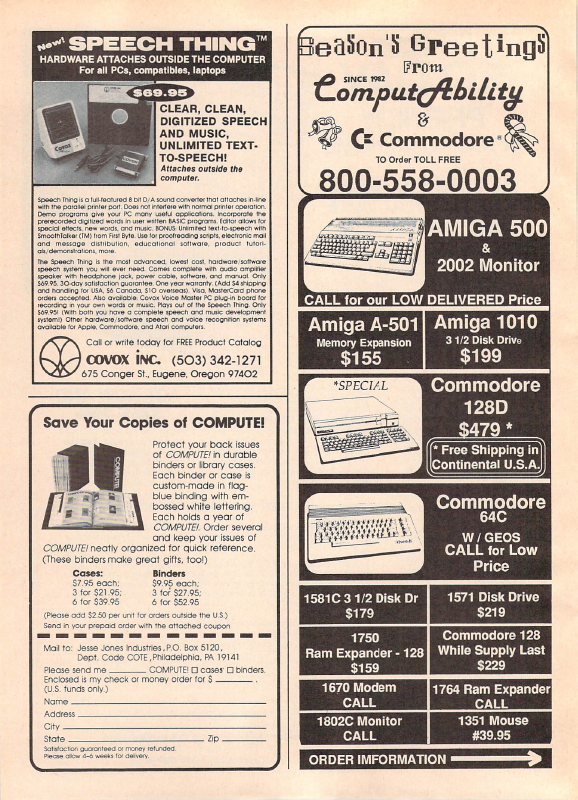 New! SPEECH THING™
HARDWARE ATTACHES OUTSIDE THE COMPUTER
For all PCs, compatibles, laptops
$69.95
CLEAR, CLEAN,
DIGITIZED SPEECH
AND MUSIC,
UNLIMITED TEXT-
TO-SPEECH!
Attaches outside the
computer.
Speech Thing is a full-featured 8 bit D/A sound converter that attaches in-line
with the parallel printer port. Does not interfere with normal printer operation.
Demo programs give your PC many useful applications. Incorporate the
prerecorded digitized words in user written BASIC programs. Editor allows for
special effects, new words, and music. BONUS: Unlimited text-to-speech with
SmoothTalker (TM) from First Byte. Use for proofreading scripts, electronic mail
and message distribution, educational software, product tutori-
als/demonstrations, more.
The Speech Thing is the most advanced, lowest cost, hardware/software
speech system you will ever need. Comes complete with audio amplifier
speaker with headphone jack, power cable, software, and manual. Only
$69.95. 30-day satisfaction guarantee. One year warranty. (Add $4 shipping
and handling for USA, $6 Canada, $10 overseas). Visa, MasterCard phone
orders accepted. Also available: Covox Voice Master PC plug-in board for
recording in your own words or music. Plays out of the Speech Thing. Only
$69.95! (With both you have a complete speech and music development
system!) Other hardware/software speech and voice recognition systems
available for Apple, Commodore, and Atari computers.
Call or write today for FREE Product Catalog
COVOX INC. (503) 342-1271
675 Conger St., Eugene, Oregon 97402
Save Your Copies of COMPUTE!
Protect your back issues
of COMPUTE! in durable
binders or library cases.
Each binder or case is
custom-made in flag-
blue binding with em-
bossed white lettering.
Each holds a year of
COMPUTE!. Order several
and keep your issues of
COMPUTE! neatly organized for quick reference.
(These binders make great gifts, too!)
Cases: Binders
$7.95 each; $9.95 each;
3 for $21.95; 3 for $27.95;
6 for $39.95 6 for $52.95
(Please add $2.50 per unit for orders outside the U.S.)
Send in your prepaid order with the attached coupon
Mail to: Jesse Jones Industries, P.O. Box 5120,
Dept. Code COTE, Philadelphia, PA 19141
Please send me ______ COMPUTE! □ cases □ binders.
Enclosed is my check or money order for $ ______.
(U.S. funds only.)
Name
Address
City
State Zip
Satisfaction guaranteed or money refunded.
Please allow 4–6 weeks for delivery.
Season's Greetings
From
SINCE 1982
ComputAbility
&
Commodore®
TO Order TOLL FREE
800-558-0003
AMIGA 500
&
2002 Monitor
CALL for our LOW DELIVERED Price
Amiga A-501
Memory Expansion
$155
Amiga 1010
3 1/2 Disk Drive
$199
*SPECIAL
Commodore
128D
$479 *
* Free Shipping in
Continental U.S.A.
Commodore
64C
W / GEOS
CALL for Low
Price
1581C 3 1/2 Disk Dr
$179
1571 Disk Drive
$219
1750
Ram Expander - 128
$159
Commodore 128
While Supply Last
$229
1670 Modem
CALL
1764 Ram Expander
CALL
1802C Monitor
CALL
1351 Mouse
#39.95
ORDER IMFORMATION